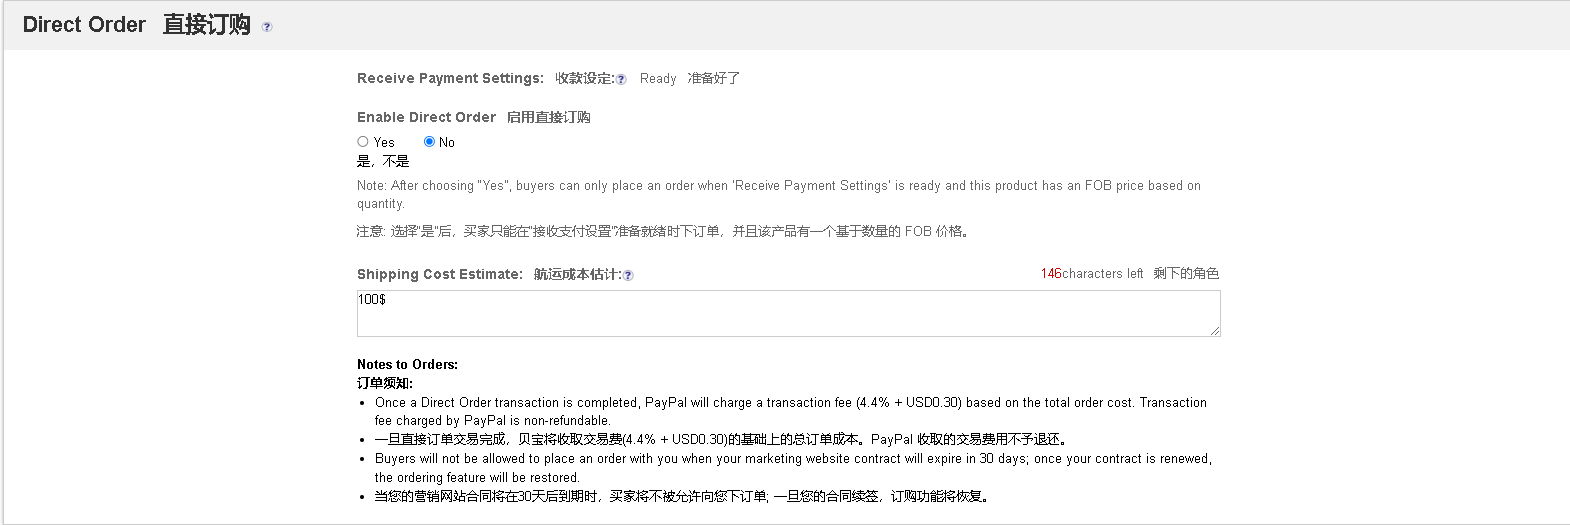 Direct Order 直接订购
Receive Payment Settings: 收款设定: Ready 准备好了
Enable Direct Order 启用直接订购
Yes No
是，不是
Note: After choosing "Yes", buyers can only place an order when 'Receive Payment Settings' is ready and this product has an FOB price based on
quantity.
注意: 选择"是"后，买家只能在"接收支付设置"准备就绪时下订单，并且该产品有一个基于数量的 FOB 价格。
Shipping Cost Estimate: 航运成本估计: 146characters left 剩下的角色
100$
Notes to Orders:
订单须知:
• Once a Direct Order transaction is completed, PayPal will charge a transaction fee (4.4% + USD0.30) based on the total order cost. Transaction
fee charged by PayPal is non-refundable.
• 一旦直接订单交易完成，贝宝将收取交易费(4.4% + USD0.30)的基础上的总订单成本。PayPal 收取的交易费用不予退还。
• Buyers will not be allowed to place an order with you when your marketing website contract will expire in 30 days; once your contract is renewed,
the ordering feature will be restored.
• 当您的营销网站合同将在30天后到期时，买家将不被允许向您下订单; 一旦您的合同续签，订购功能将恢复。